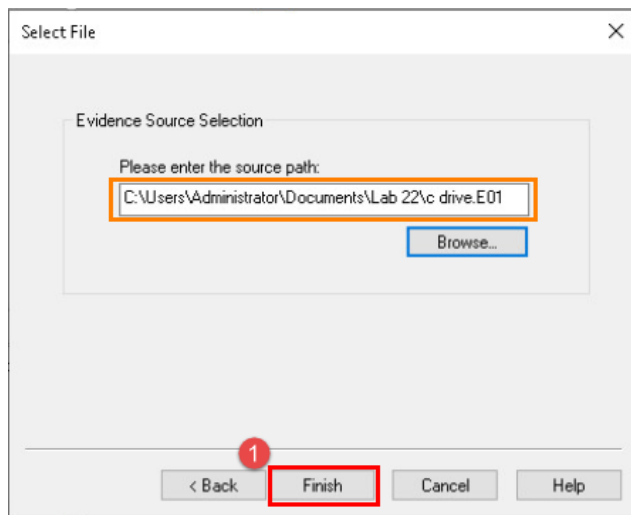 Select File
Evidence Source Selection
Please enter the source path:
C:\Users\Administrator\Documents\Lab 22\c drive.E01
Browse...
1
< Back Finish Cancel Help